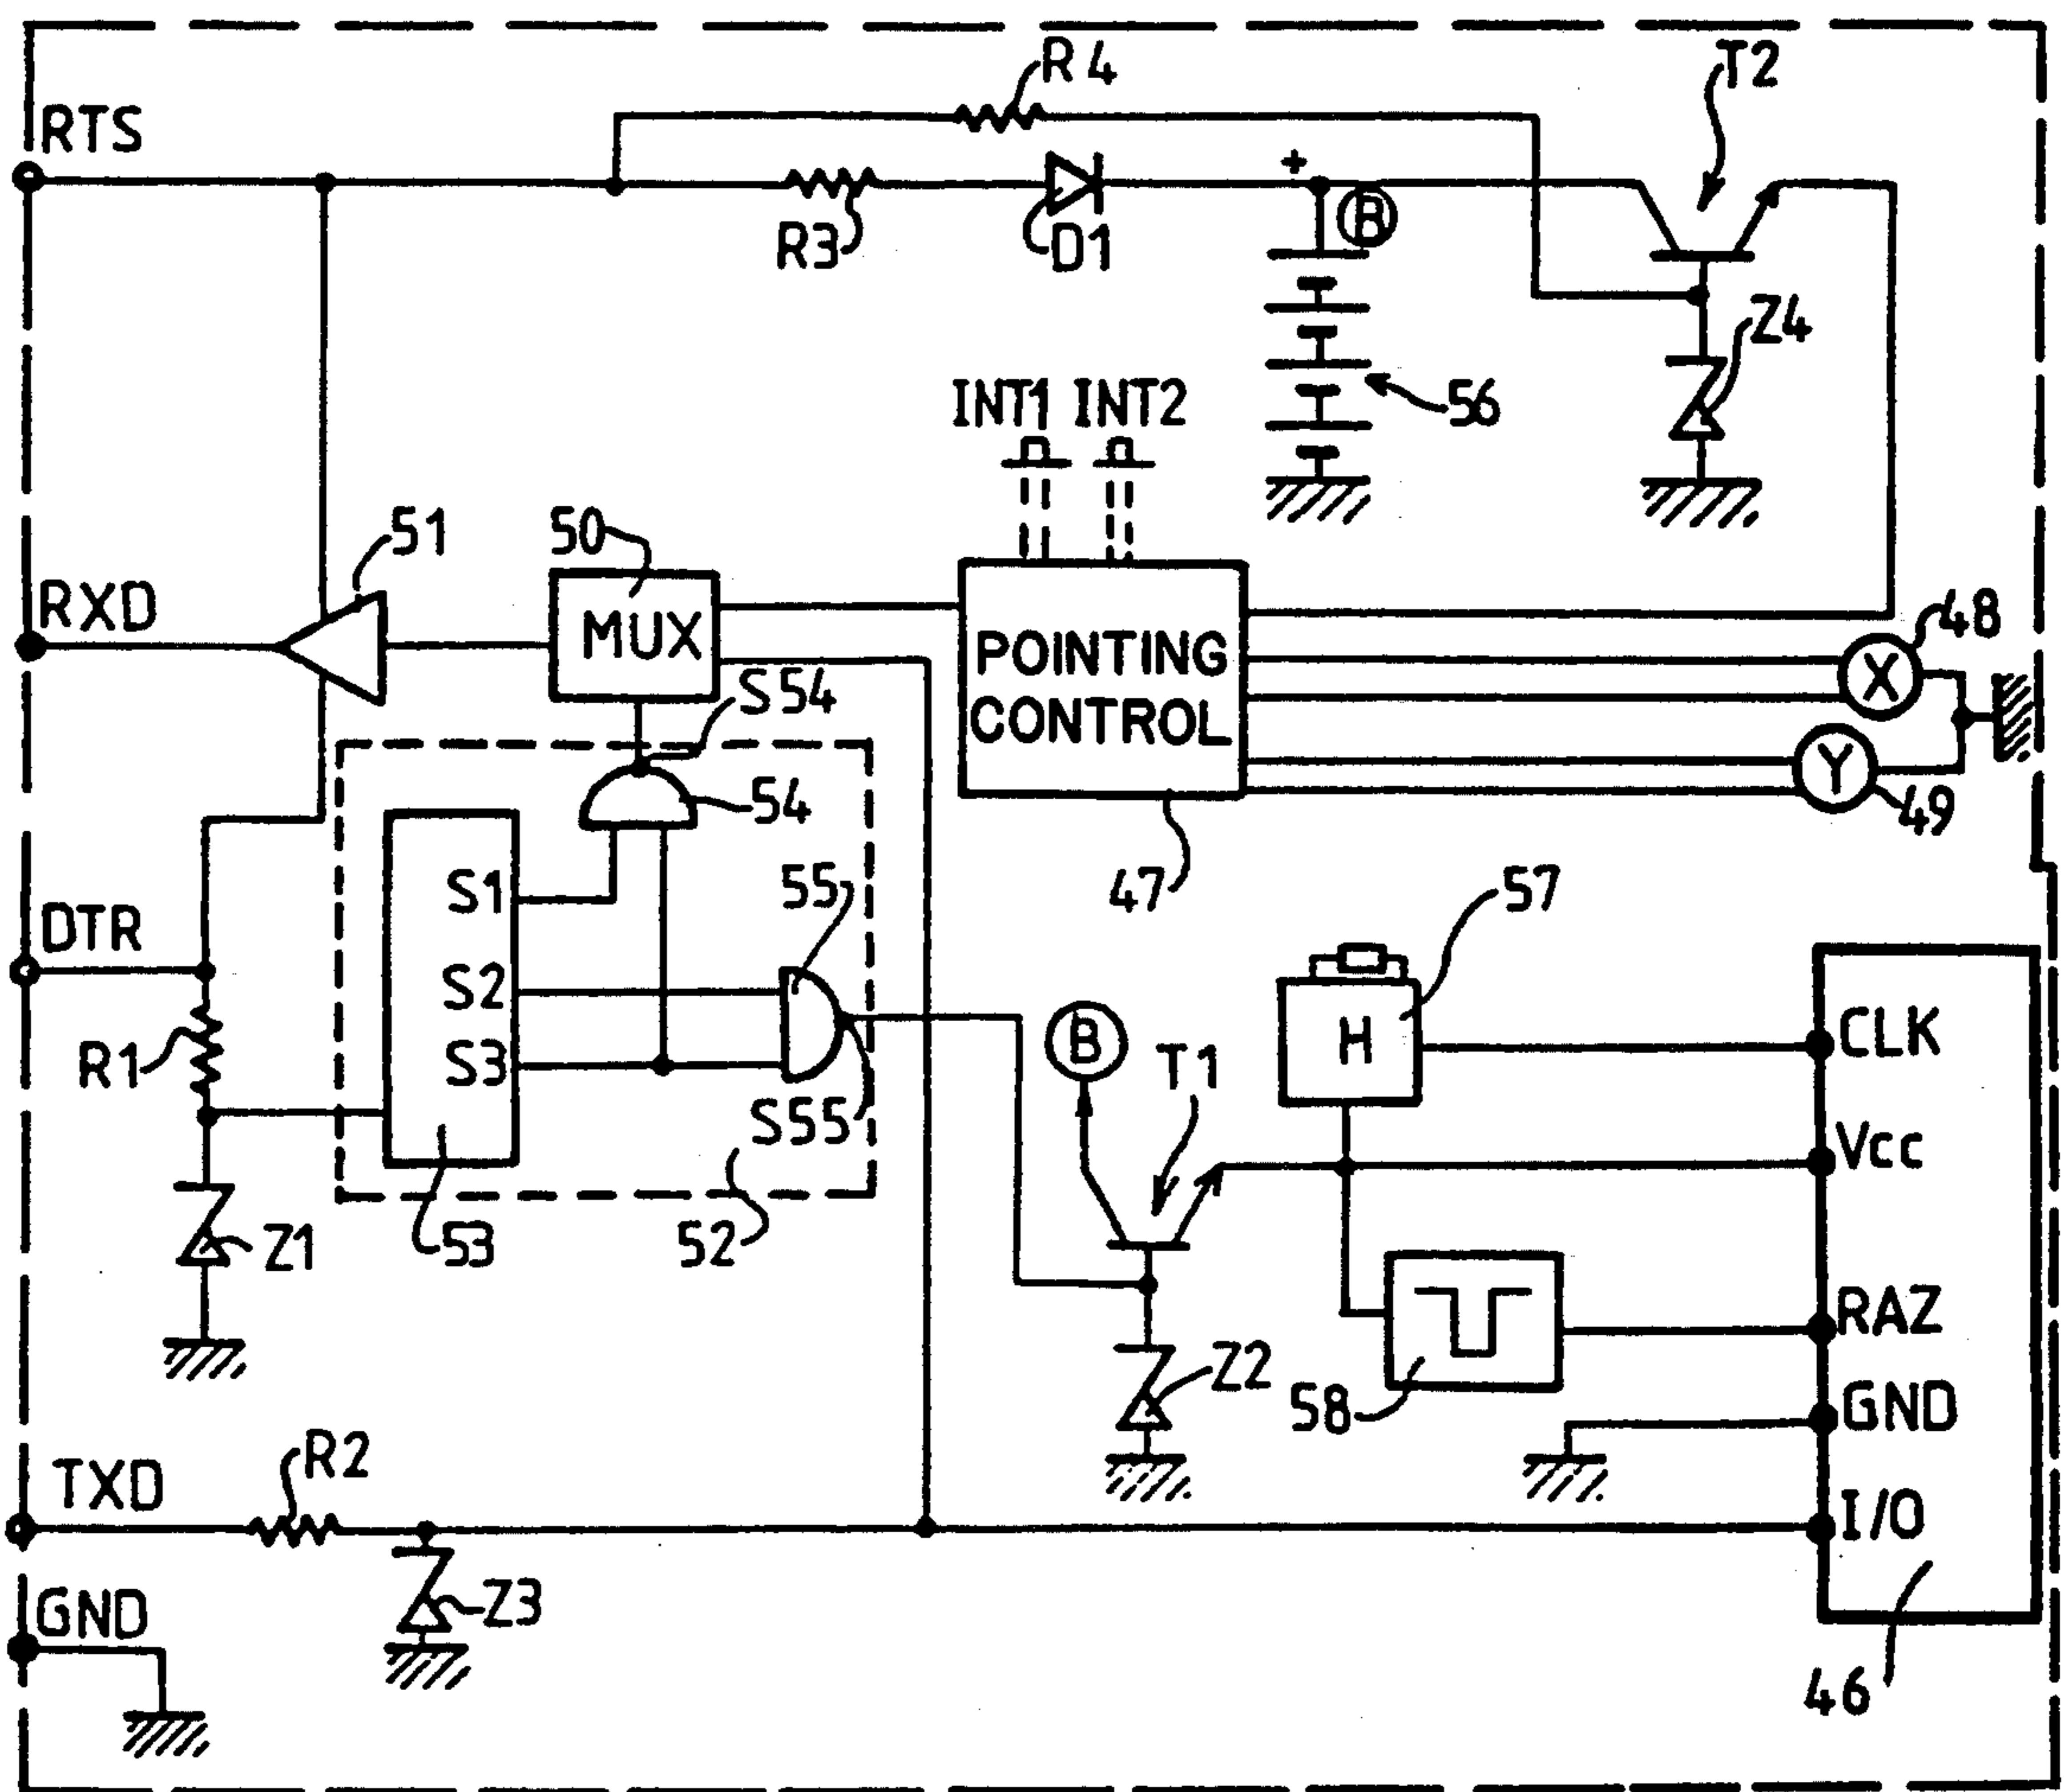 R4
T2
RTS
+
B
R3
D1
Z4
INT1 INT2
56
51
50
RXD
MUX
POINTING
CONTROL
48
X
S54
Y
49
54
47
57
55
S1
DTR
S2
S3
R1
B
T1
H
CLK
Vcc
S55
Z1
53
52
RAZ
Z2
58
GND
R2
TXD
I/O
Z3
GND
46